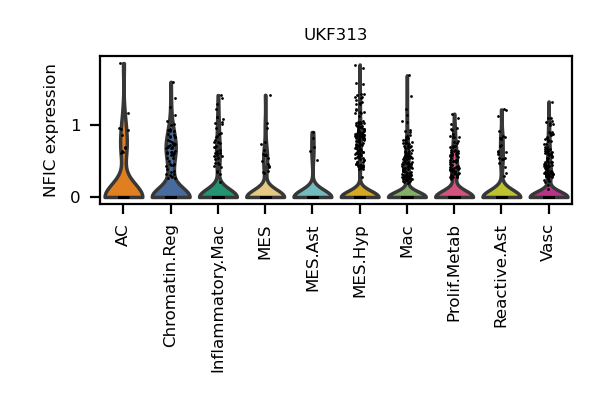 UKF313
NFIC expression
1
0
AC
Chromatin.Reg
Inflammatory.Mac
MES
MES.Ast
MES.Hyp
Mac
Prolif.Metab
Reactive.Ast
Vasc